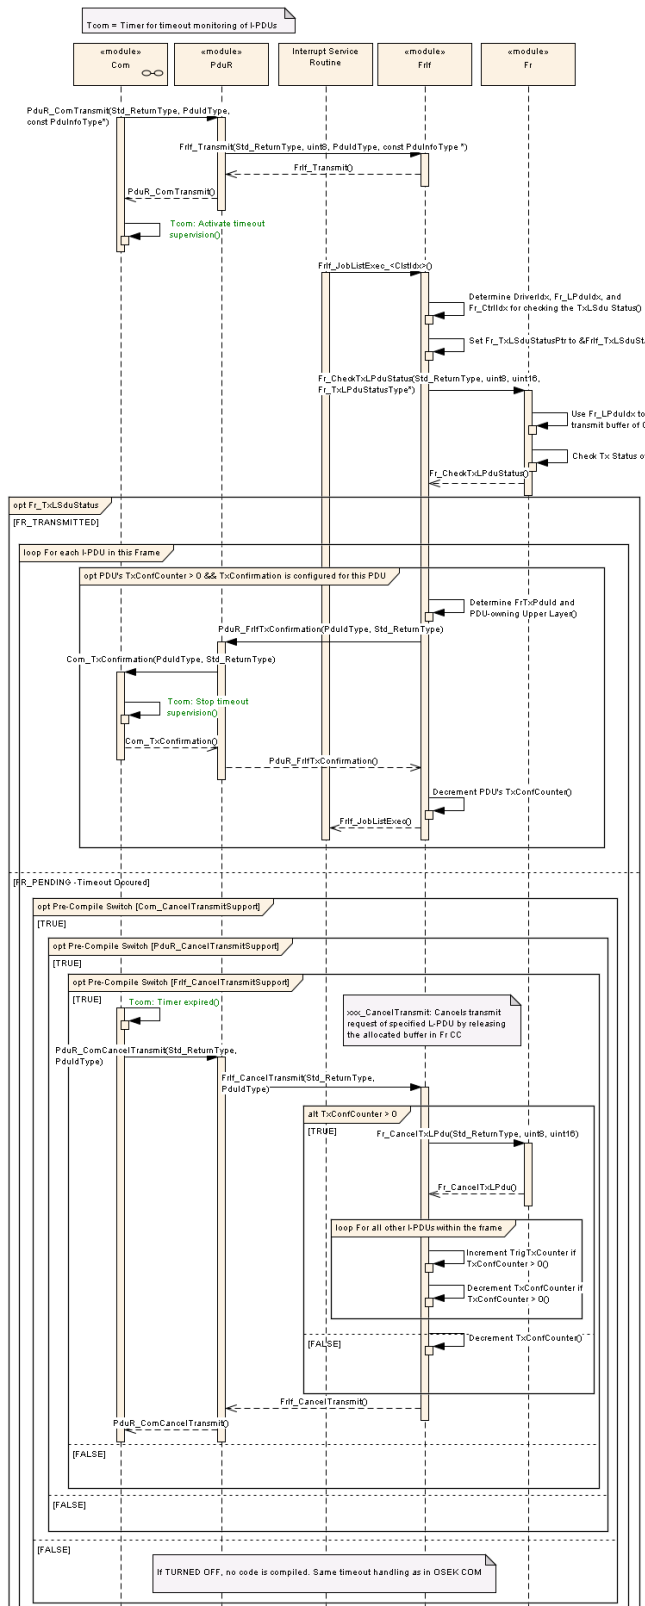 Tcom = Timer for timeout monitoring of I-PDUs
«module»
Com
«module»
PduR
Interrupt Service
Routine
«module»
FrIf
«module»
Fr
PduR_ComTransmit(Std_ReturnType, PduIdType,
const PduInfoType*)
FrIf_Transmit(Std_ReturnType, uint8, PduIdType, const PduInfoType *)
FrIf_Transmit()
PduR_ComTransmit()
Tcom: Activate timeout
supervision()
FrIf_JobListExec_<ClstIdx>()
Determine DriverIdx, Fr_LPduIdx, and
Fr_CtrlIdx for checking the TxLSdu Status()
Set Fr_TxLSduStatusPtr to &FrIf_TxLSduSt
Fr_CheckTxLPduStatus(Std_ReturnType, uint8, uint16,
Fr_TxLPduStatusType*)
Use Fr_LPduIdx to
transmit buffer of
Check Tx Status o
Fr_CheckTxLPduStatus()
opt Fr_TxLSduStatus
[FR_TRANSMITTED]
loop For each I-PDU in this Frame
opt PDU's TxConfCounter > 0 && TxConfirmation is configured for this PDU
Determine FrTxPduId and
PDU-owning Upper Layer()
PduR_FrIfTxConfirmation(PduIdType, Std_ReturnType)
Com_TxConfirmation(PduIdType, Std_ReturnType)
Tcom: Stop timeout
supervision()
Com_TxConfirmation()
PduR_FrIfTxConfirmation()
Decrement PDU's TxConfCounter()
FrIf_JobListExec()
[FR_PENDING - Timeout Occured]
opt Pre-Compile Switch [Com_CancelTransmitSupport]
[TRUE]
opt Pre-Compile Switch [PduR_CancelTransmitSupport]
[TRUE]
opt Pre-Compile Switch [FrIf_CancelTransmitSupport]
[TRUE]
Tcom: Timer expired()
xxx_CancelTransmit: Cancels transmit
request of specified L-PDU by releasing
the allocated buffer in Fr CC
PduR_ComCancelTransmit(Std_ReturnType,
PduIdType)
FrIf_CancelTransmit(Std_ReturnType,
PduIdType)
alt TxConfCounter > 0
[TRUE]
Fr_CancelTxLPdu(Std_ReturnType, uint8, uint16)
Fr_CancelTxLPdu()
loop For all other I-PDUs within the frame
Increment TrigTxCounter if
TxConfCounter > 0()
Decrement TxConfCounter if
TxConfCounter > 0()
Decrement TxConfCounter()
[FALSE]
FrIf_CancelTransmit()
PduR_ComCancelTransmit()
[FALSE]
[FALSE]
[FALSE]
If TURNED OFF, no code is compiled. Same timeout handling as in OSEK COM